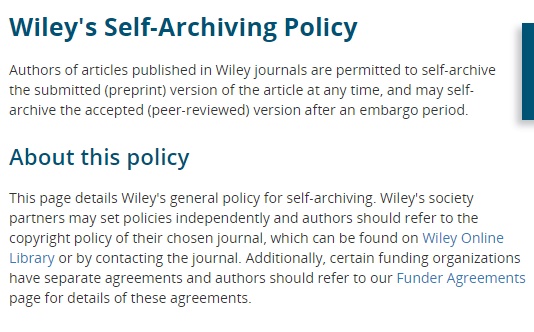 Wiley's Self-Archiving Policy
Authors of articles published in Wiley journals are permitted to self-archive
the submitted (preprint) version of the article at any time, and may self-
archive the accepted (peer-reviewed) version after an embargo period.
About this policy
This page details Wiley's general policy for self-archiving. Wiley's society
partners may set policies independently and authors should refer to the
copyright policy of their chosen journal, which can be found on Wiley Online
Library or by contacting the journal. Additionally, certain funding organizations
have separate agreements and authors should refer to our Funder Agreements
page for details of these agreements.